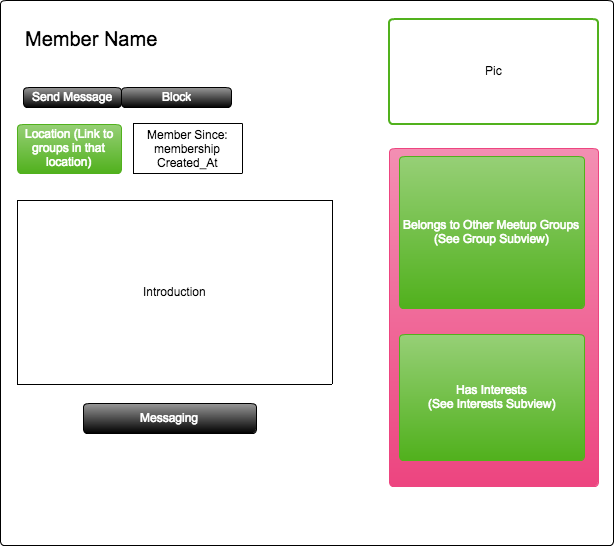 Member Name
Pic
Send Message
Block
Location (Link to
groups in that
location)
Member Since:
membership
Created_At
Belongs to Other Meetup Groups
(See Group Subview)
Introduction
Has Interests
(See Interests Subview)
Messaging